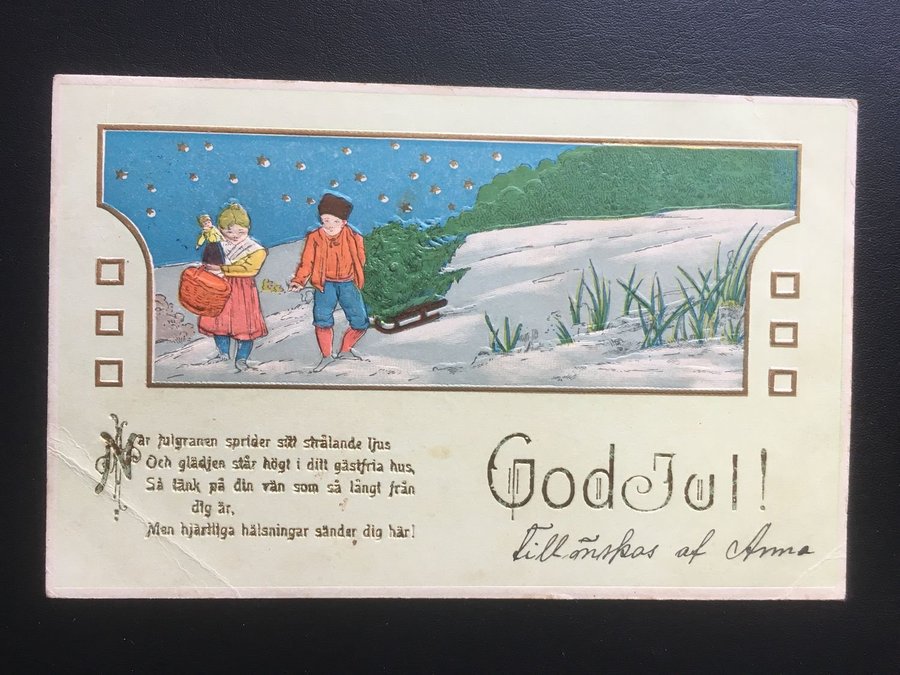 När julgranen sprider sitt strålande ljus
Och glädjen står högt i ditt gästfria hus,
Så tänk på din vän som så långt från
dig är,
Men hjärtliga hälsningar sänder dig här!
God Jul!
Tillönskas af Anna